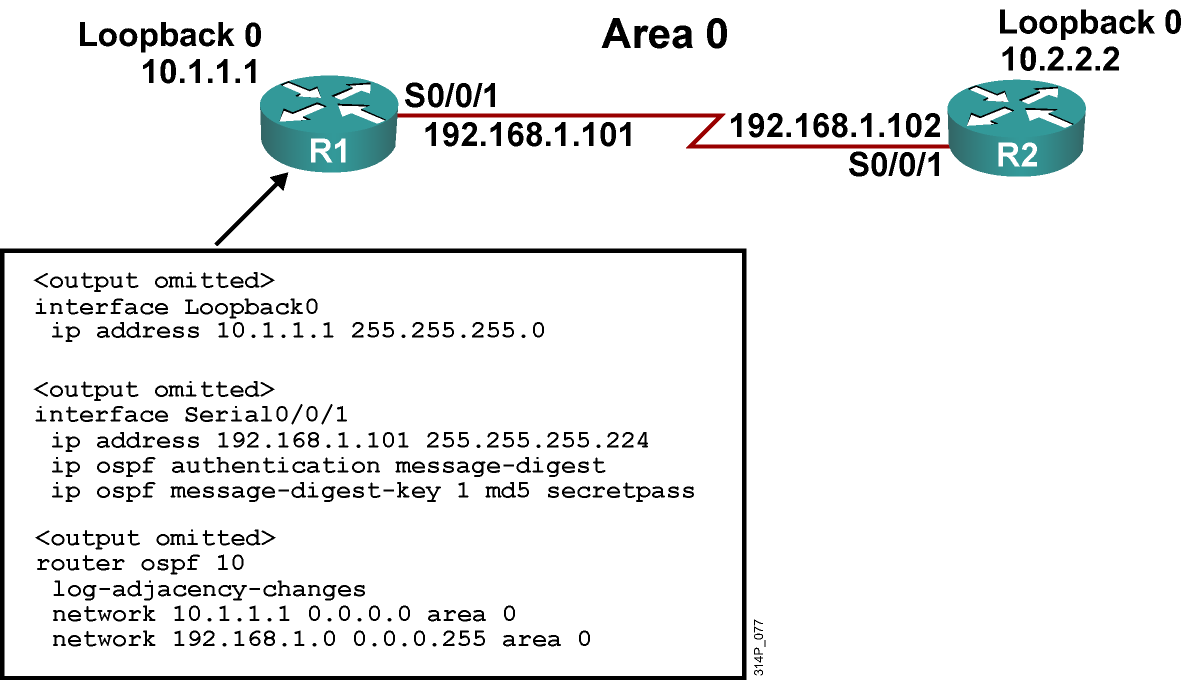 Loopback 0
10.1.1.1
Area 0
Loopback 0
10.2.2.2
S0/0/1
192.168.1.101
192.168.1.102
S0/0/1
R1
R2
<output omitted>
interface Loopback0
ip address 10.1.1.1 255.255.255.0
<output omitted>
interface Serial0/0/1
ip address 192.168.1.101 255.255.255.224
ip ospf authentication message-digest
ip ospf message-digest-key 1 md5 secretpass
<output omitted>
router ospf 10
log-adjacency-changes
network 10.1.1.1 0.0.0.0 area 0
network 192.168.1.0 0.0.0.255 area 0
314P_077